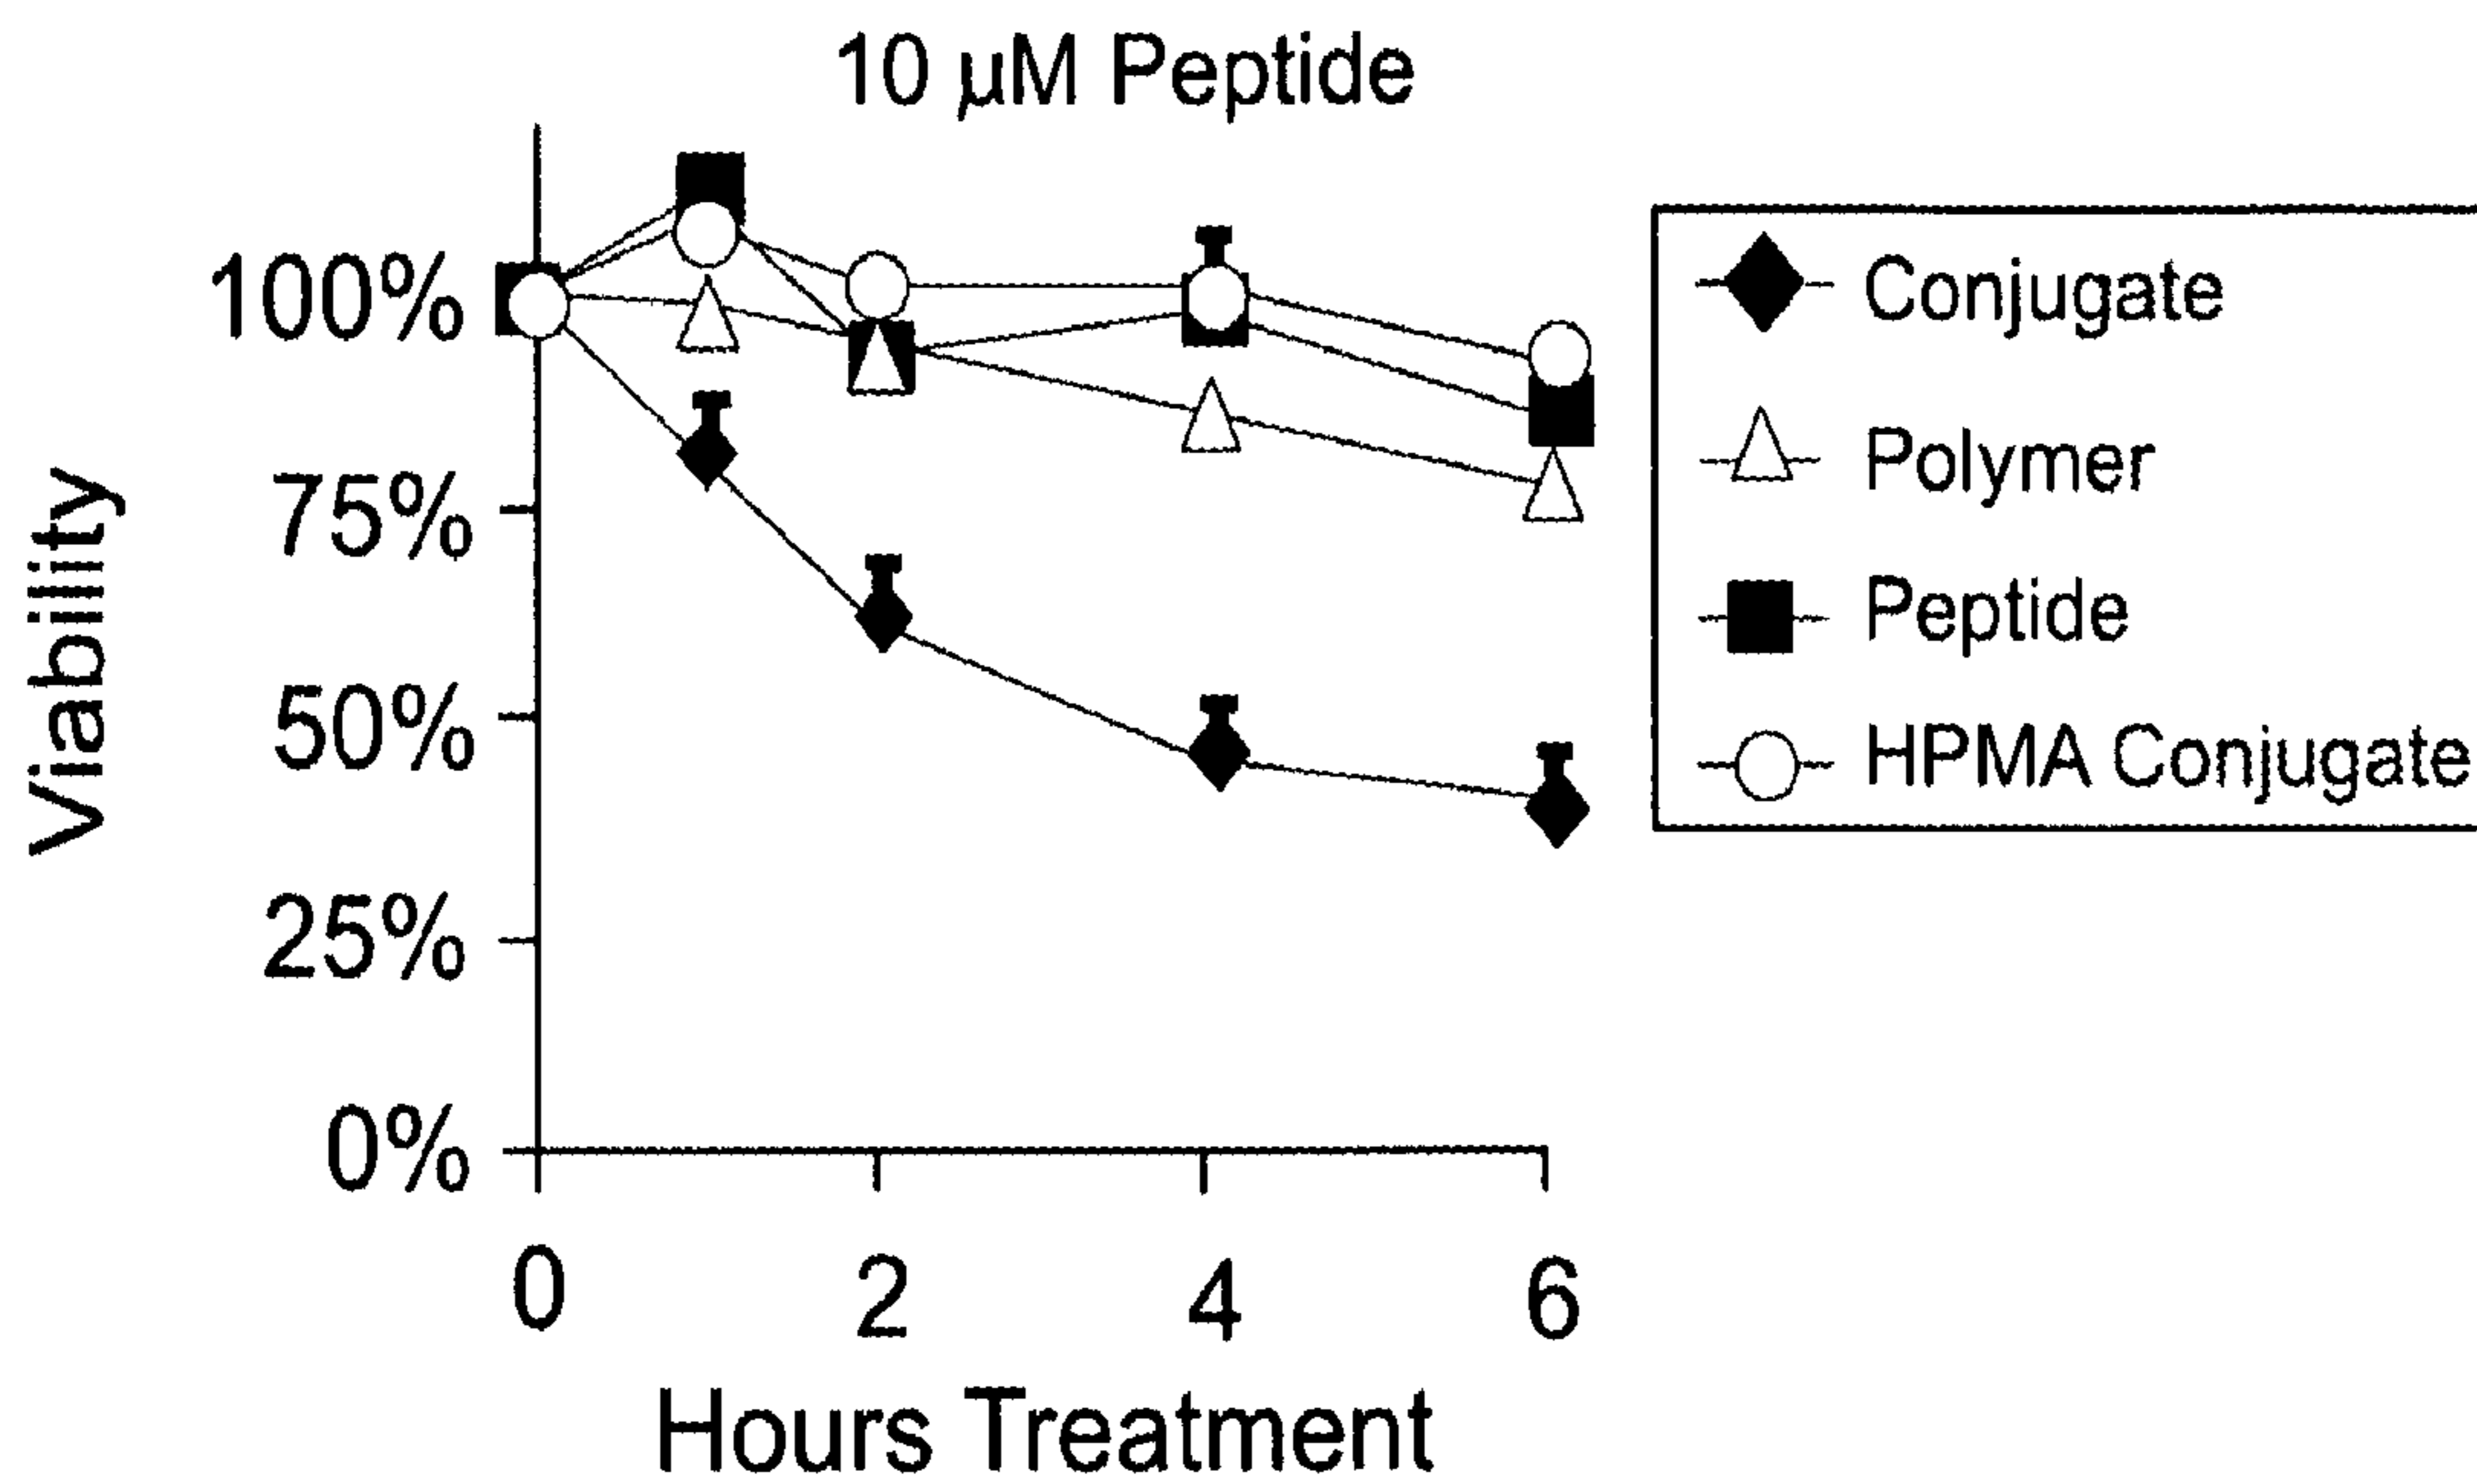 10 µM Peptide
Viability
100%
75%
50%
25%
0%
0 2 4 6
Hours Treatment
Conjugate
Polymer
Peptide
HPMA Conjugate